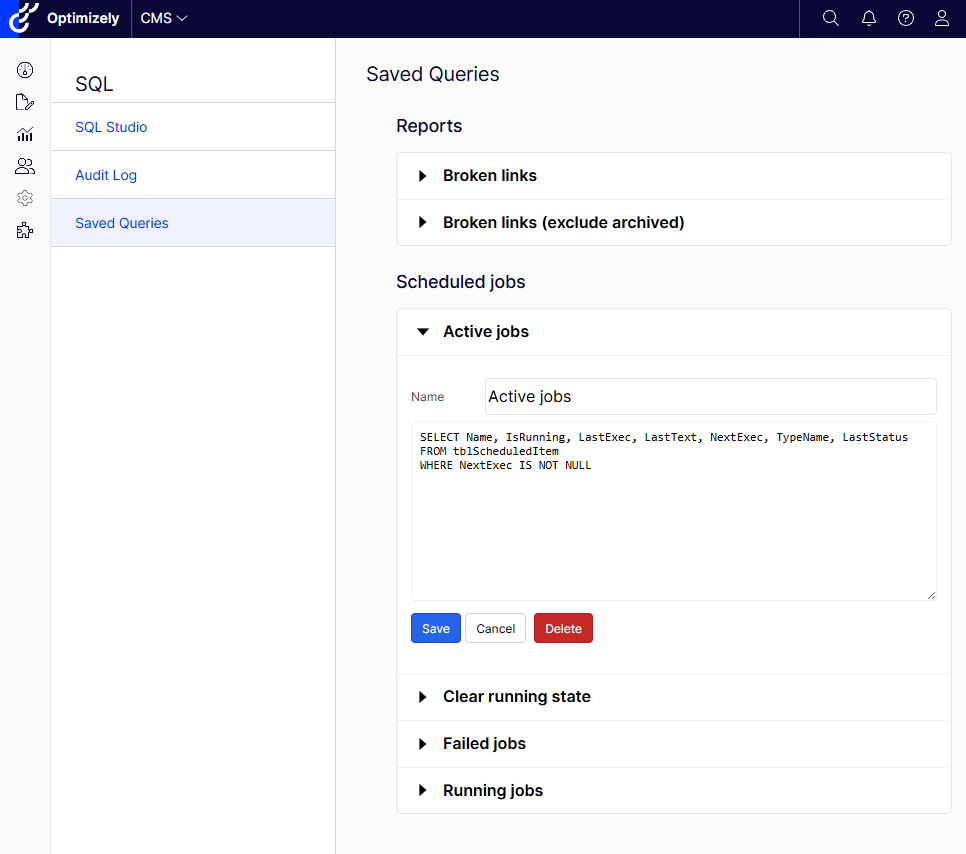 Optimizely
CMS
SQL
SQL Studio
Audit Log
Saved Queries
Saved Queries
Reports
Broken links
Broken links (exclude archived)
Scheduled jobs
Active jobs
Name
Active jobs
SELECT Name, IsRunning, LastExec, LastText, NextExec, TypeName, LastStatus
FROM tblScheduledItem
WHERE NextExec IS NOT NULL
Save
Cancel
Delete
Clear running state
Failed jobs
Running jobs